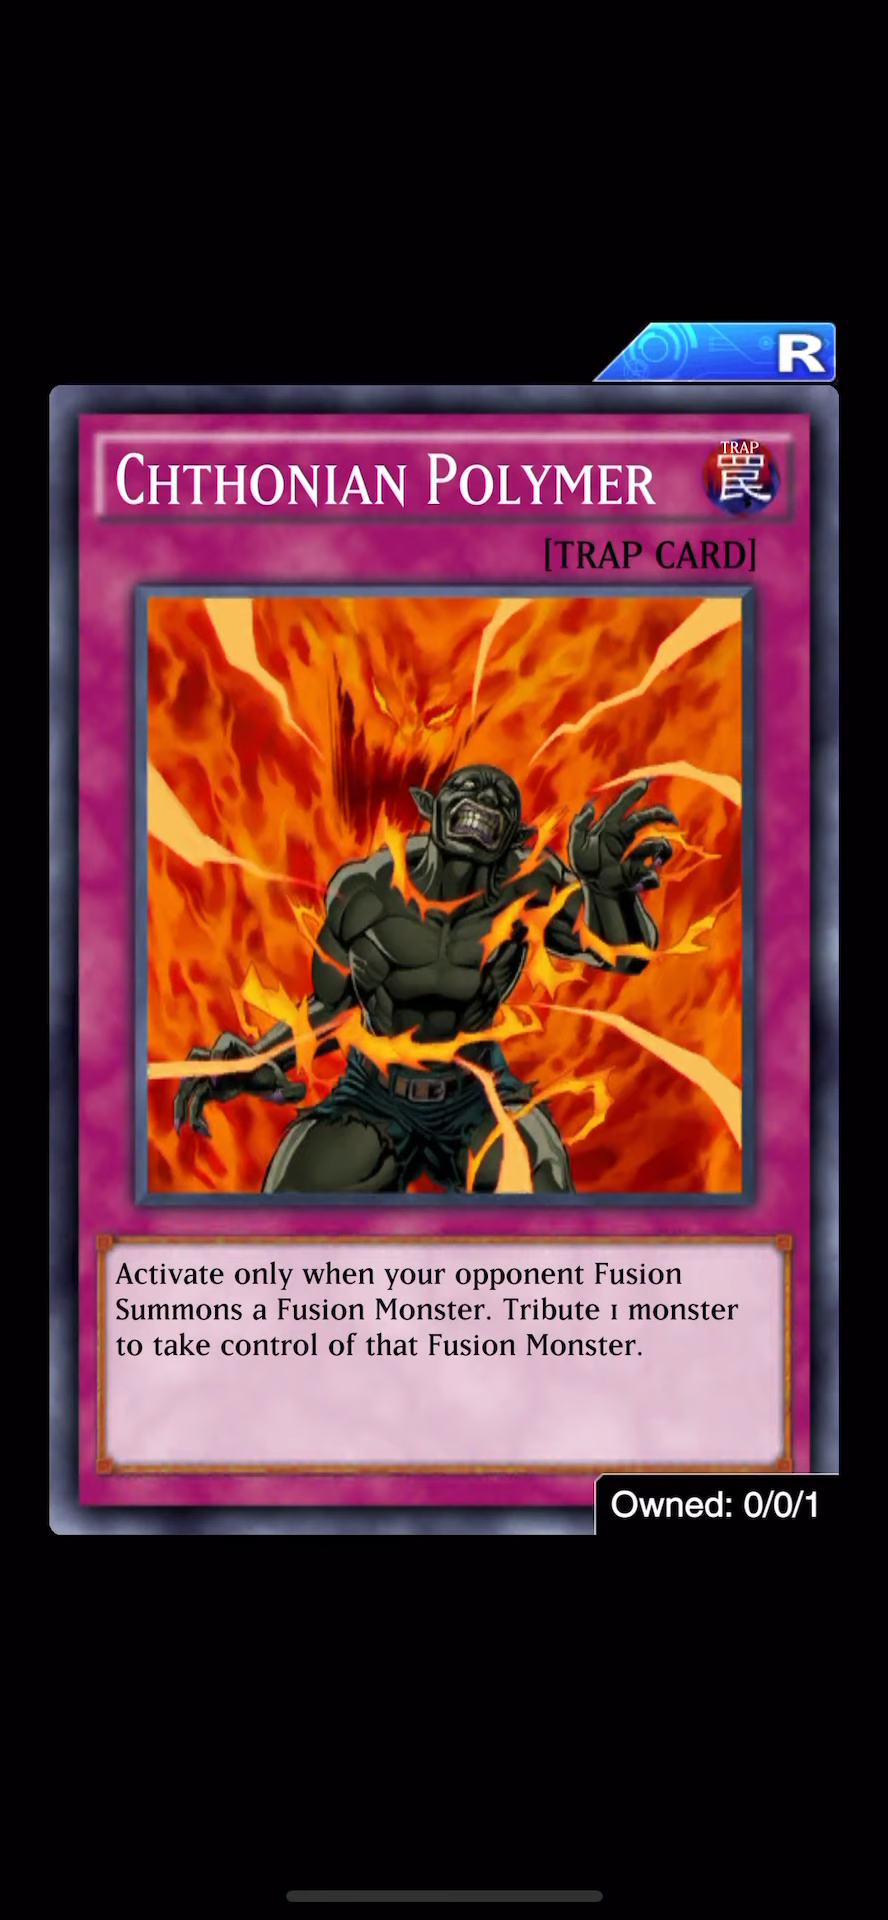 R
CHTHONIAN POLYMER
TRAP
罠
[TRAP CARD]
Activate only when your opponent Fusion
Summons a Fusion Monster. Tribute 1 monster
to take control of that Fusion Monster.
Owned: 0/0/1